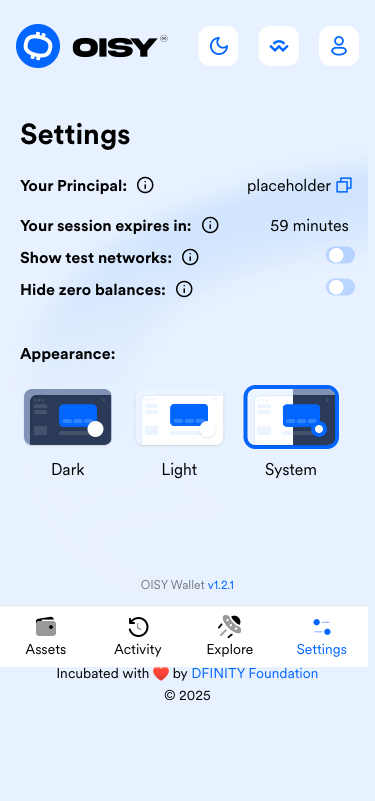 OISY
Settings
Your Principal: placeholder
Your session expires in: 59 minutes
Show test networks:
Hide zero balances:
Appearance:
Dark Light System
OISY Wallet v1.2.1
Assets Activity Explore Settings
Incubated with ❤️ by DFINITY Foundation
© 2025